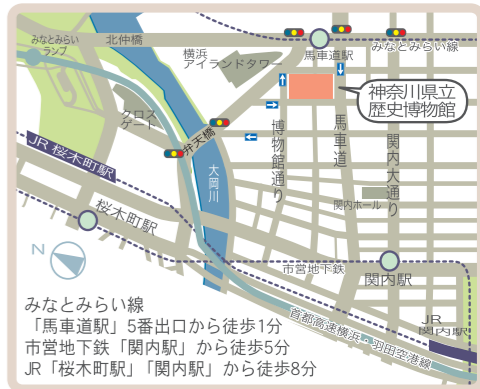 みなとみらい
ランプ
北仲橋
横浜
アイランドタワー
馬車道駅
みなとみらい線
神奈川県立
歴史博物館
クロス
ゲート
弁天橋
JR 桜木町駅
大岡川
博物館通り
馬車道
関内大通り
関内ホール
桜木町駅
市営地下鉄
関内駅
N
首都高速横浜・羽田空港線
JR
関内駅
みなとみらい線
「馬車道駅」5番出口から徒歩1分
市営地下鉄「関内駅」から徒歩5分
JR「桜木町駅」「関内駅」から徒歩8分